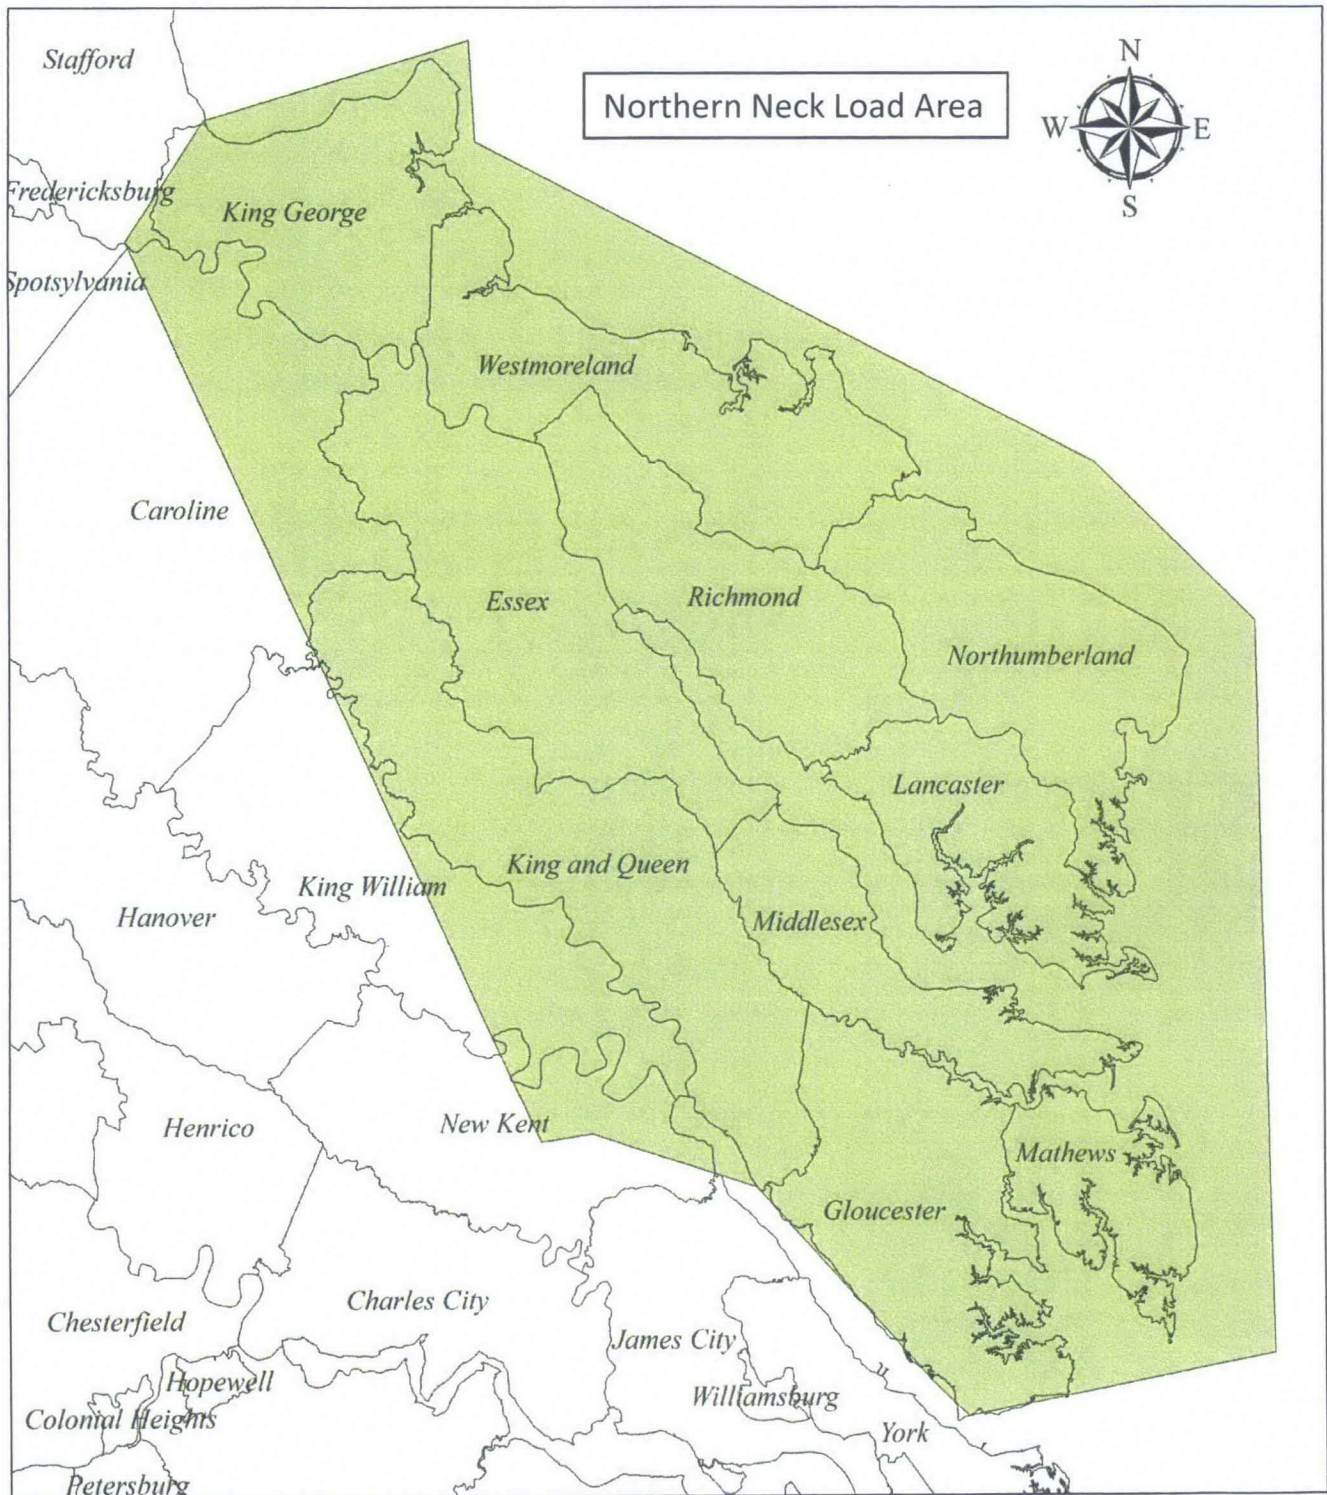 Stafford
Northern Neck Load Area
N
W
E
S
Fredericksburg
King George
Spotsylvania
Westmoreland
Caroline
Essex
Richmond
Northumberland
Lancaster
King and Queen
King William
Hanover
Middlesex
New Kent
Henrico
Mathews
Gloucester
Charles City
Chesterfield
James City
Hopewell
Williamsburg
Colonial Heights
York
Petersburg